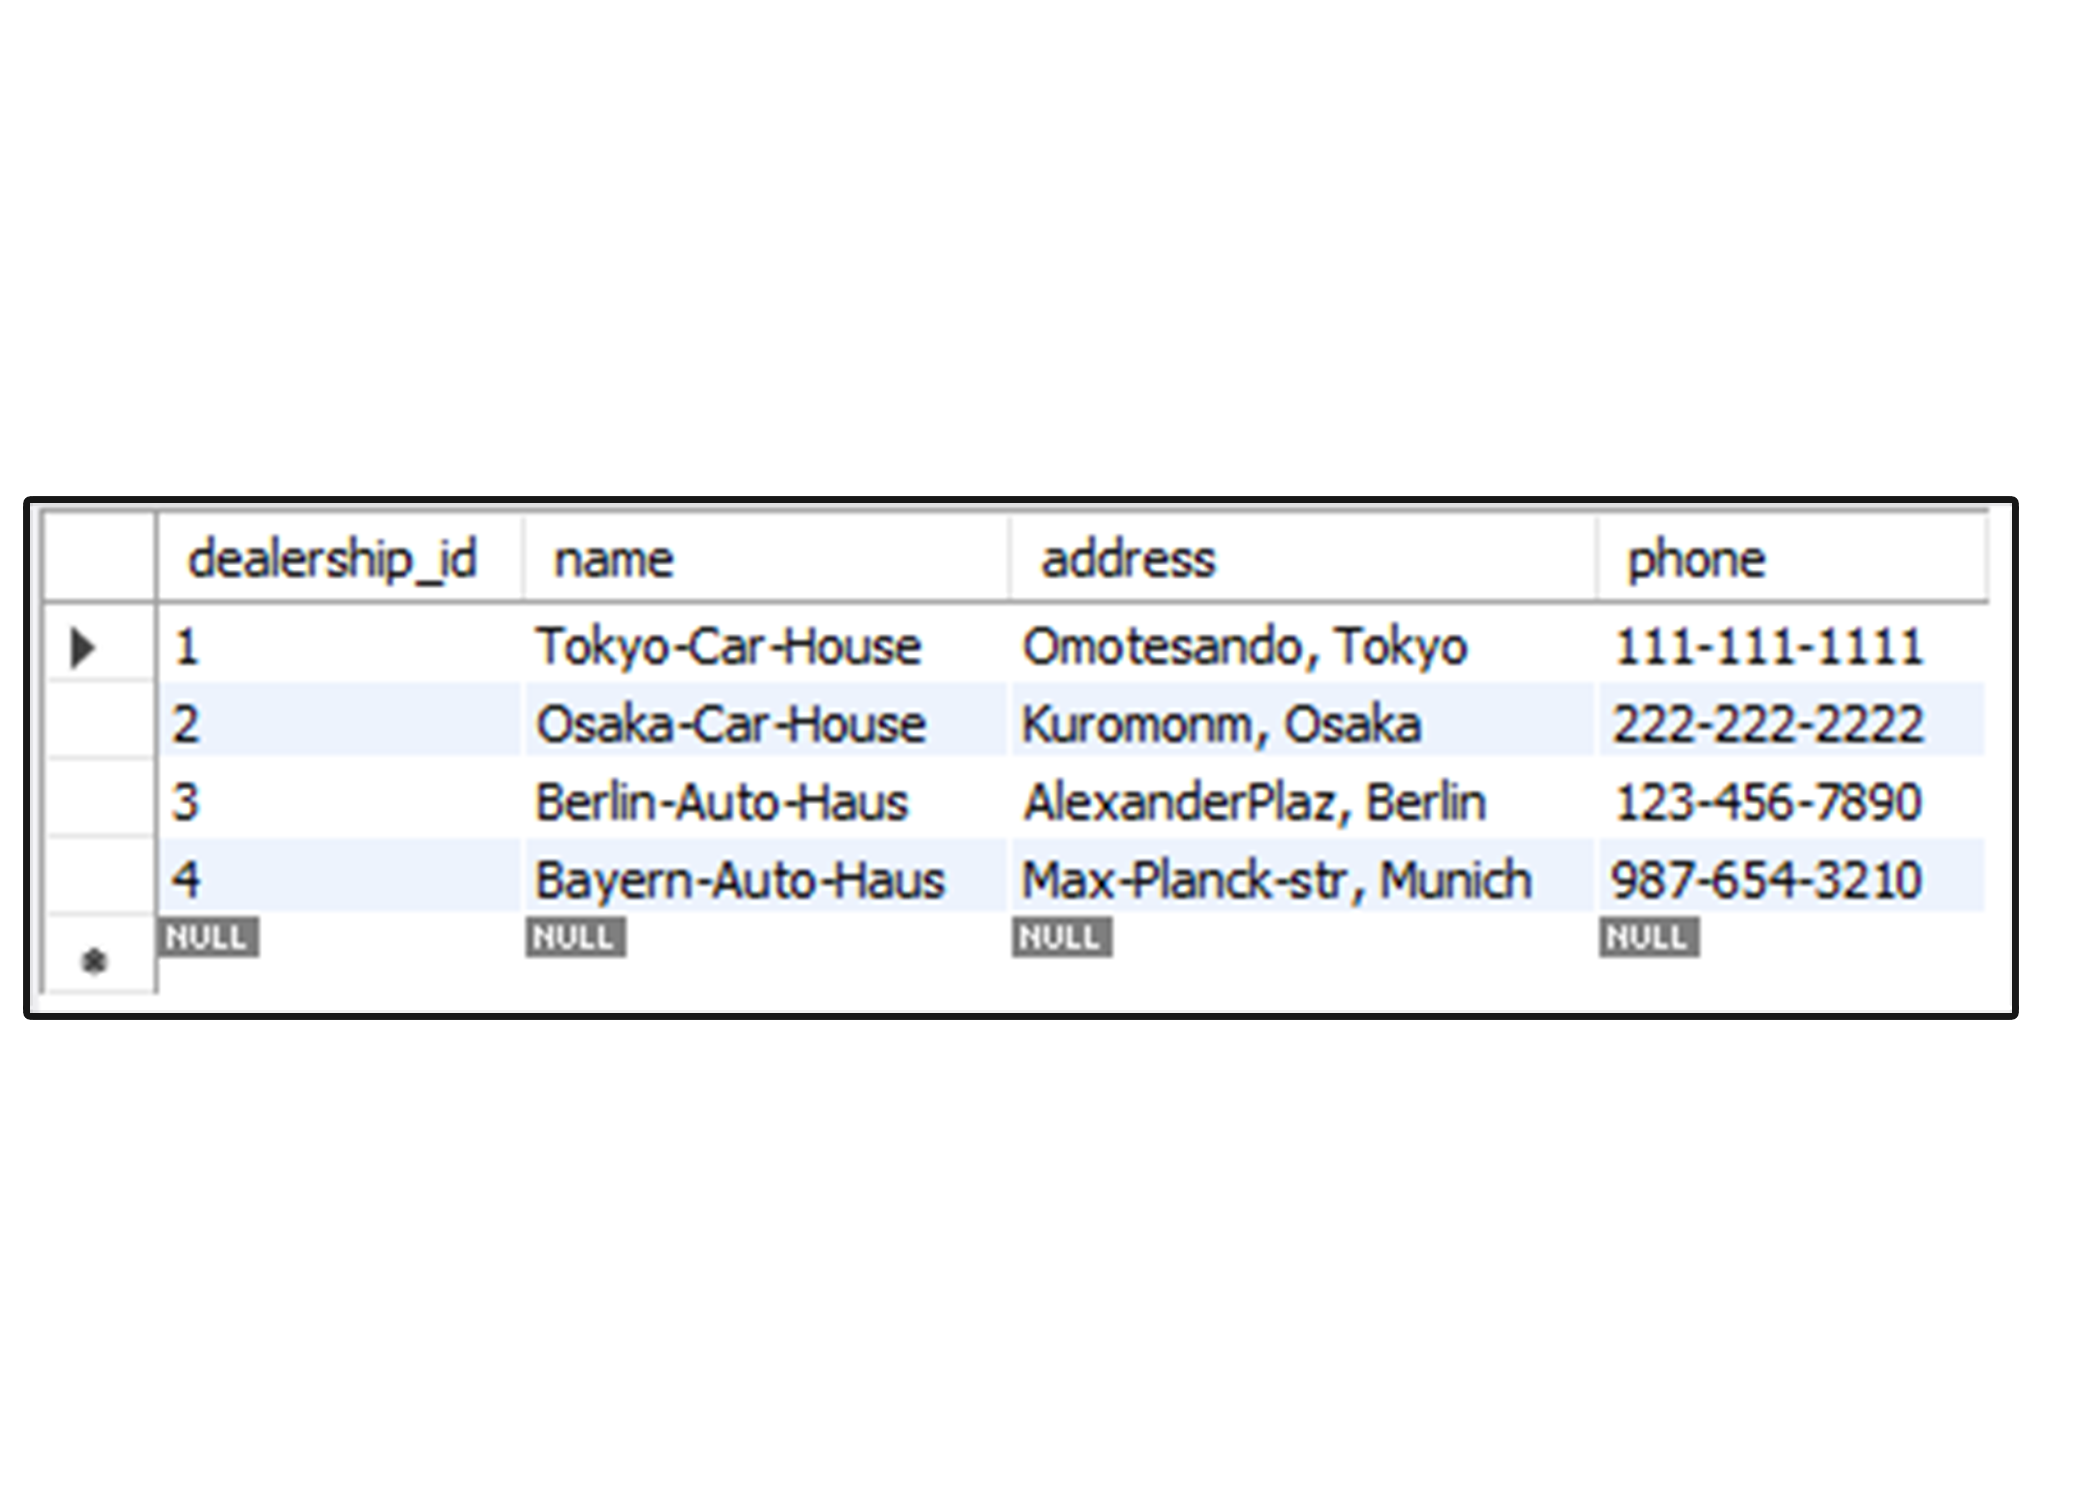 dealership_id name address phone
1 Tokyo-Car-House Omotesando, Tokyo 111-111-1111
2 Osaka-Car-House Kuromonm, Osaka 222-222-2222
3 Berlin-Auto-Haus AlexanderPlaz, Berlin 123-456-7890
4 Bayern-Auto-Haus Max-Planck-str, Munich 987-654-3210
NULL NULL NULL NULL